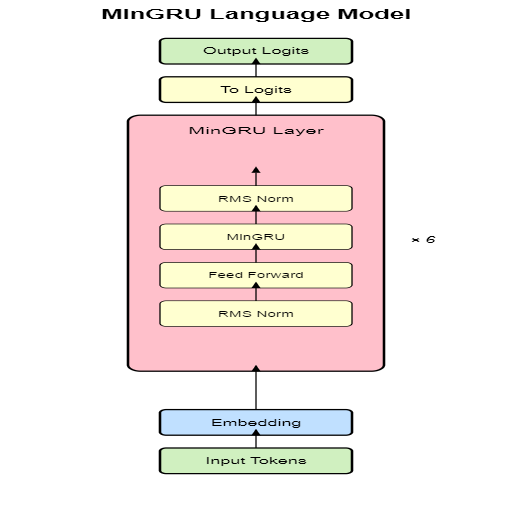 MinGRU Language Model
Output Logits
To Logits
MinGRU Layer
RMS Norm
MinGRU
Feed Forward
RMS Norm
× 6
Embedding
Input Tokens